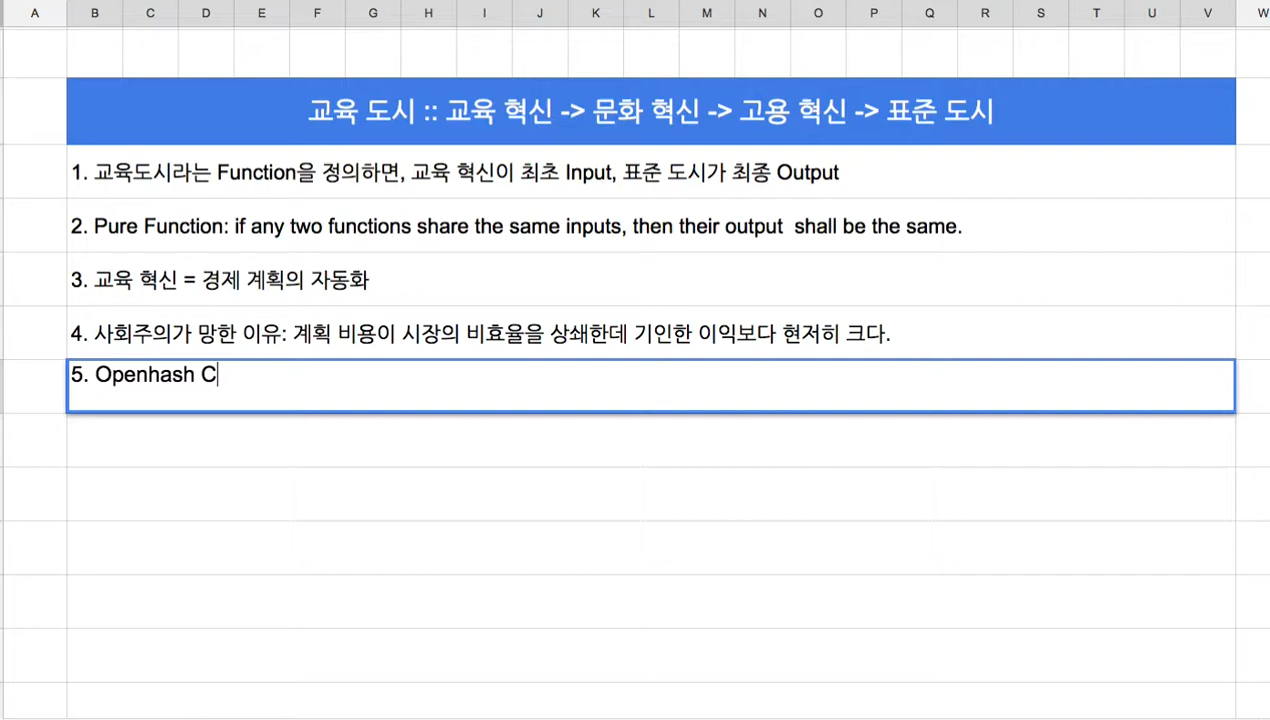 A B C D E F G H I J K L M N O P Q R S T U V W
교육 도시 :: 교육 혁신 -> 문화 혁신 -> 고용 혁신 -> 표준 도시
1. 교육도시라는 Function을 정의하면, 교육 혁신이 최초 Input, 표준 도시가 최종 Output
2. Pure Function: if any two functions share the same inputs, then their output  shall be the same.
3. 교육 혁신 = 경제 계획의 자동화
4. 사회주의가 망한 이유: 계획 비용이 시장의 비효율을 상쇄한데 기인한 이익보다 현저히 크다.
5. Openhash C